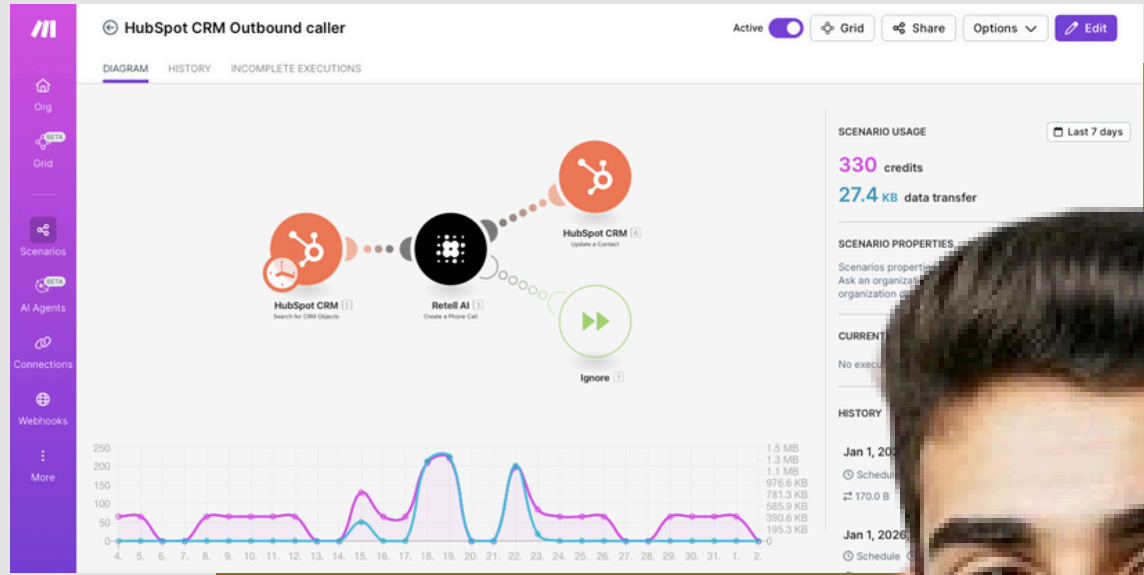 HubSpot CRM Outbound caller
Active
Grid
Share
Options
Edit
DIAGRAM HISTORY INCOMPLETE EXECUTIONS
Org
BETA
Grid
Scenarios
BETA
AI Agents
Connections
Webhooks
More
HubSpot CRM 2
Search for CRM Objects
Retell AI 3
Create a Phone Call
HubSpot CRM 6
Update a Contact
Ignore 7
SCENARIO USAGE
Last 7 days
330 credits
27.4 KB data transfer
SCENARIO PROPERTIES
Scenarios
Ask an
organization
CURRENT
No
HISTORY
Jan 1,
170.0 B
Jan 1, 2026
Schedule
250
200
150
100
50
0
1.5 MB
1.3 MB
1.1 MB
976.6 KB
781.3 KB
585.9 KB
390.6 KB
195.3 KB
0
4. 5. 6. 7. 8. 9. 10. 11. 12. 13. 14. 15. 16. 17. 18. 19. 20. 21. 22. 23. 24. 25. 26. 27. 28. 29. 30. 31. 1. 2.